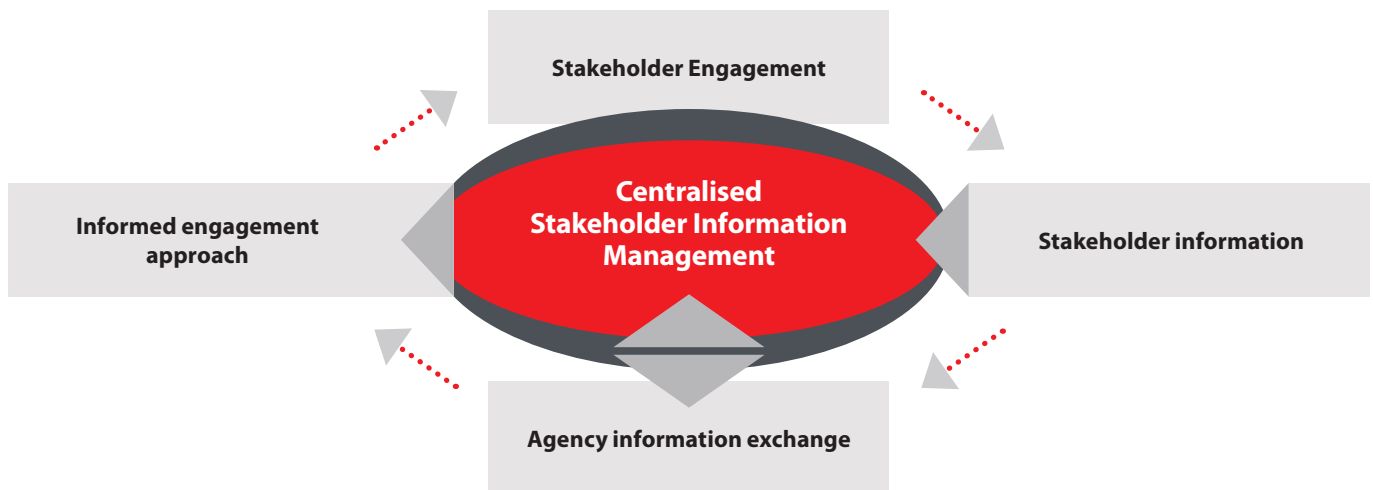 Stakeholder Engagement
Centralised
Stakeholder Information
Management
Informed engagement
approach
Stakeholder information
Agency information exchange